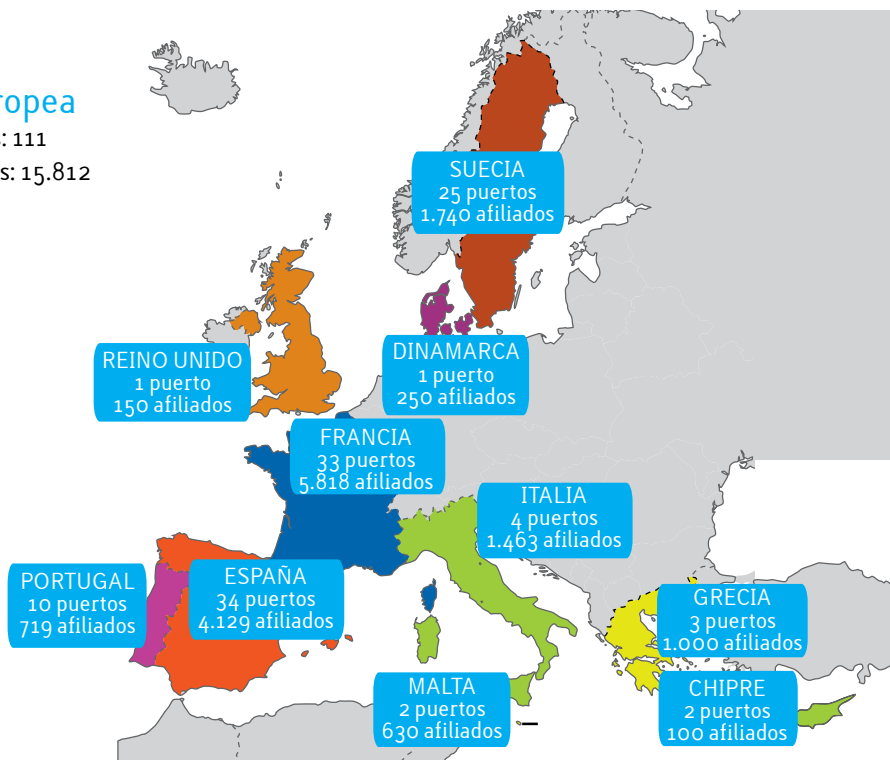 ropea
s: 111
s: 15.812
SUECIA
25 puertos
1.740 afiliados
REINO UNIDO
1 puerto
150 afiliados
DINAMARCA
1 puerto
250 afiliados
FRANCIA
33 puertos
5.818 afiliados
ITALIA
4 puertos
1.463 afiliados
PORTUGAL
10 puertos
719 afiliados
ESPAÑA
34 puertos
4.129 afiliados
GRECIA
3 puertos
1.000 afiliados
MALTA
2 puertos
630 afiliados
CHIPRE
2 puertos
100 afiliados